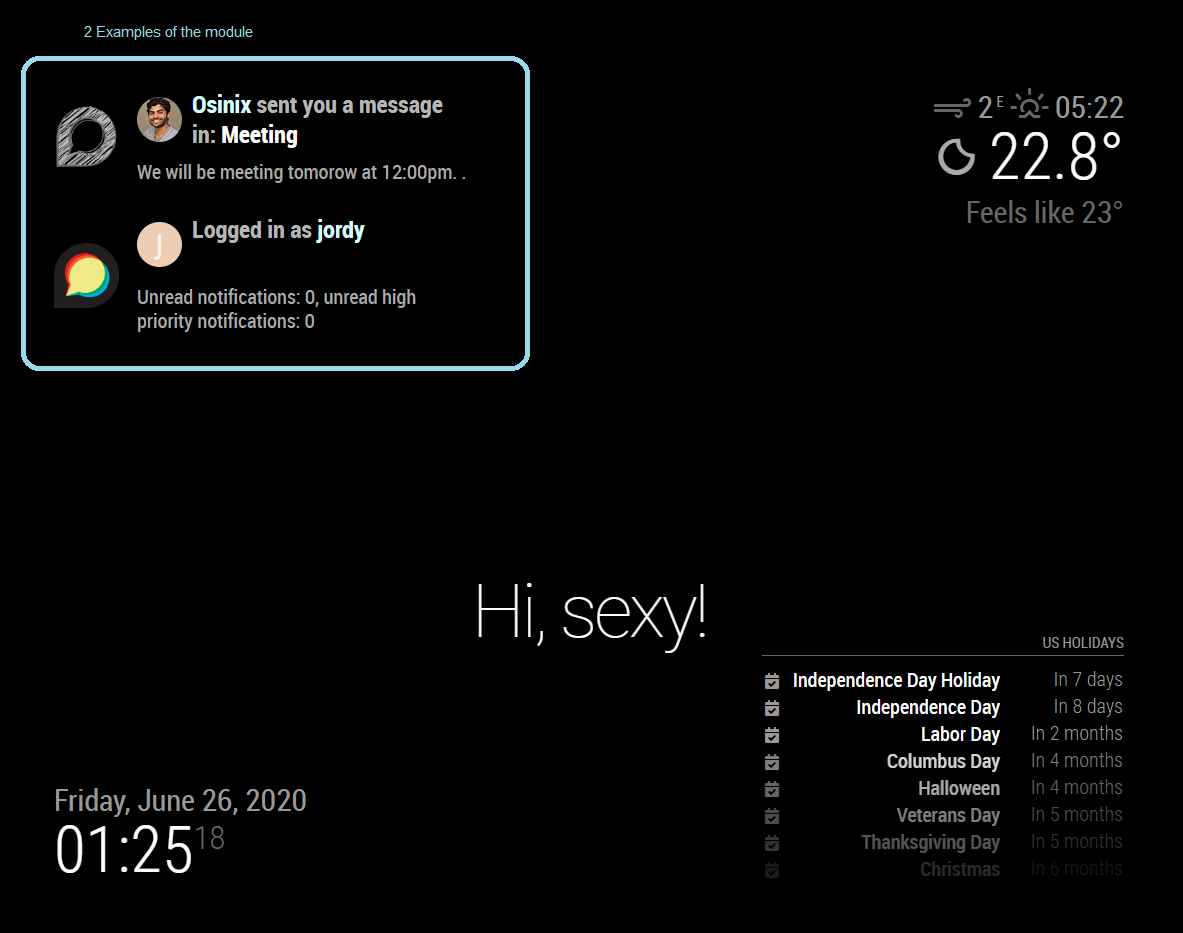 2 Examples of the module
Osinix sent you a message
in: Meeting
We will be meeting tomorow at 12:00pm. .
J
Logged in as jordy
Unread notifications: 0, unread high
priority notifications: 0
2 E 05:22
22.8°
Feels like 23°
Hi, sexy!
US HOLIDAYS
Independence Day Holiday In 7 days
Independence Day In 8 days
Labor Day In 2 months
Columbus Day In 4 months
Halloween In 4 months
Veterans Day In 5 months
Thanksgiving Day In 5 months
Christmas In 6 months
Friday, June 26, 2020
01:25 18